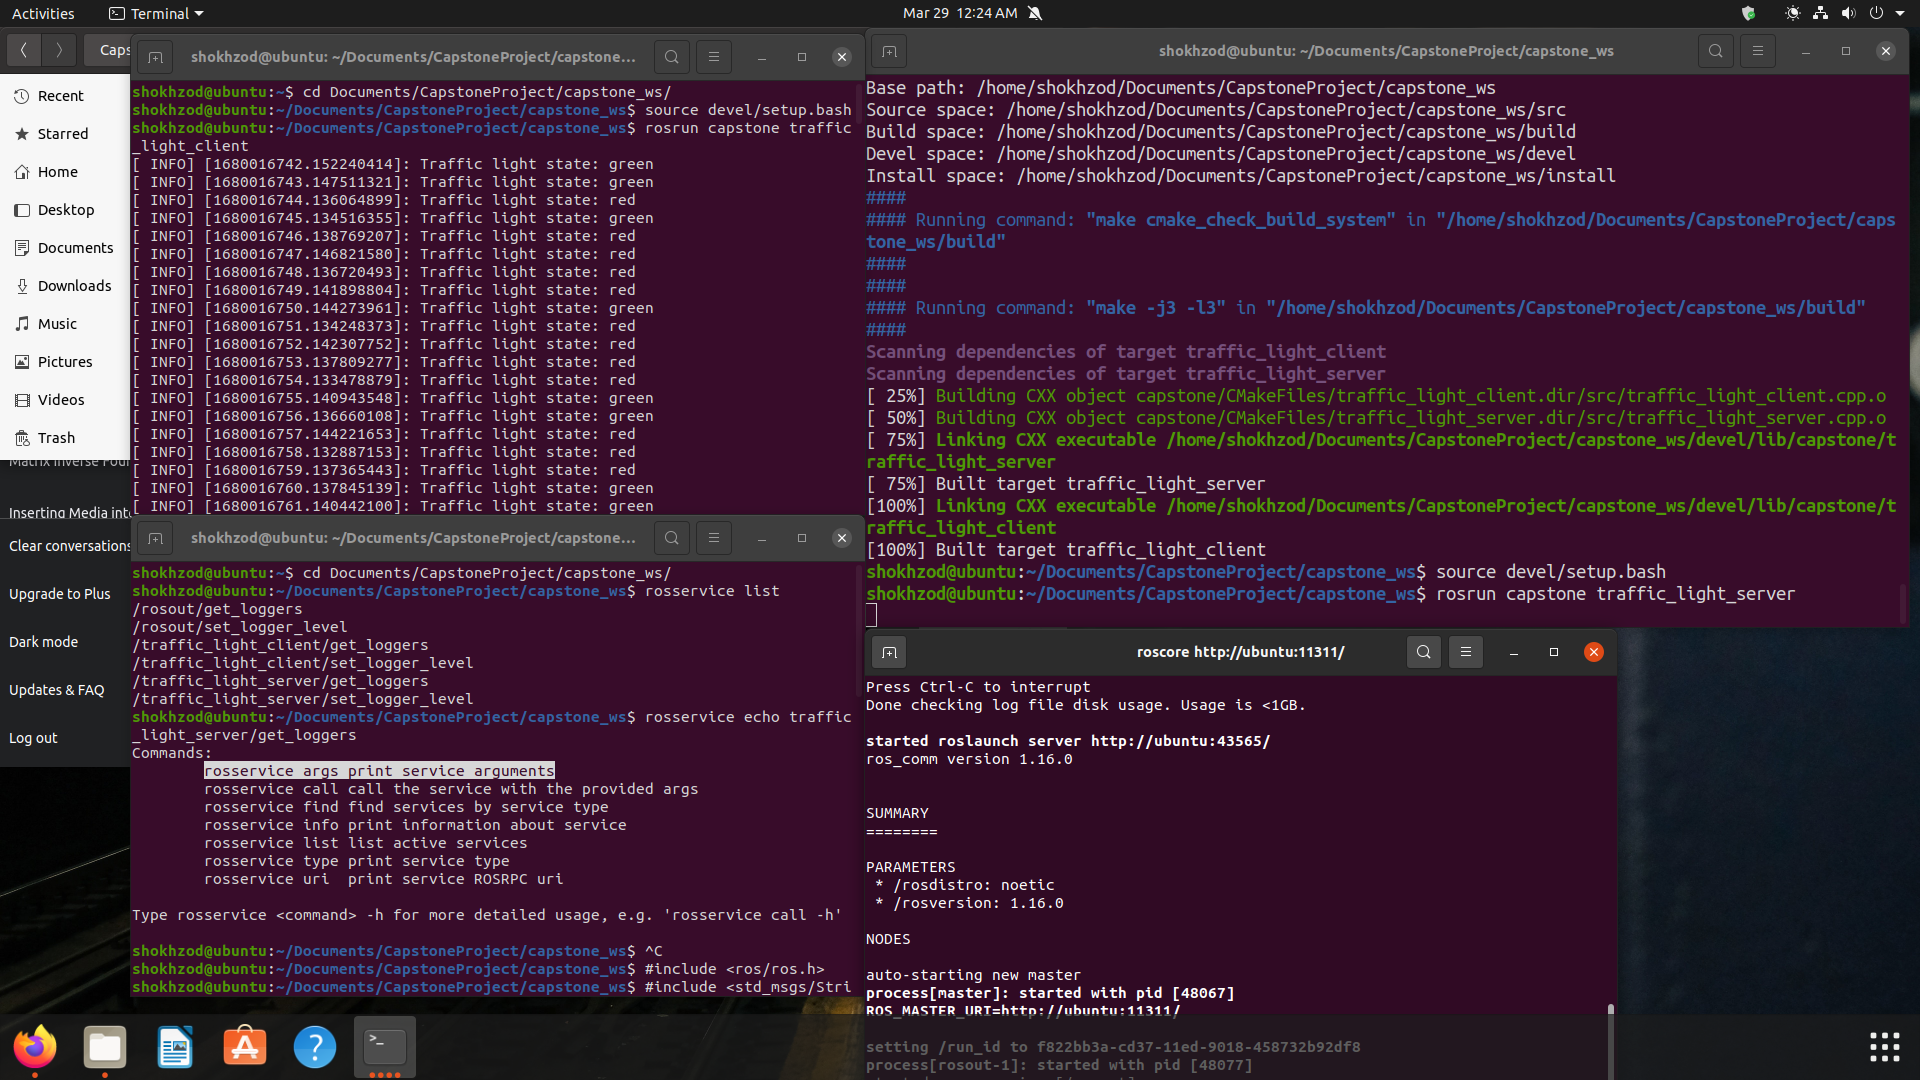 Activities
Terminal
Mar 29 12:24 AM
Caps
Recent
Starred
Home
Desktop
Documents
Downloads
Music
Pictures
Videos
Trash
Inserting Media int
Clear conversations
Upgrade to Plus
Dark mode
Updates & FAQ
Log out
shokhzod@ubuntu: ~/Documents/CapstoneProject/capstone...
shokhzod@ubuntu:~$ cd Documents/CapstoneProject/capstone_ws/
shokhzod@ubuntu:~/Documents/CapstoneProject/capstone_ws$ source devel/setup.bash
shokhzod@ubuntu:~/Documents/CapstoneProject/capstone_ws$ rosrun capstone traffic
_light_client
[ INFO] [1680016742.152240414]: Traffic light state: green
[ INFO] [1680016743.147511321]: Traffic light state: green
[ INFO] [1680016744.136064899]: Traffic light state: red
[ INFO] [1680016745.134516355]: Traffic light state: green
[ INFO] [1680016746.138769207]: Traffic light state: red
[ INFO] [1680016747.146821580]: Traffic light state: red
[ INFO] [1680016748.136720493]: Traffic light state: red
[ INFO] [1680016749.141898804]: Traffic light state: red
[ INFO] [1680016750.144273961]: Traffic light state: green
[ INFO] [1680016751.134248373]: Traffic light state: red
[ INFO] [1680016752.142307752]: Traffic light state: red
[ INFO] [1680016753.137809277]: Traffic light state: red
[ INFO] [1680016754.133478879]: Traffic light state: red
[ INFO] [1680016755.140943548]: Traffic light state: green
[ INFO] [1680016756.136660108]: Traffic light state: green
[ INFO] [1680016757.144221653]: Traffic light state: red
[ INFO] [1680016758.132887153]: Traffic light state: red
[ INFO] [1680016759.137365443]: Traffic light state: red
[ INFO] [1680016760.137845139]: Traffic light state: green
[ INFO] [1680016761.140442100]: Traffic light state: green
shokhzod@ubuntu: ~/Documents/CapstoneProject/capstone...
shokhzod@ubuntu:~$ cd Documents/CapstoneProject/capstone_ws/
shokhzod@ubuntu:~/Documents/CapstoneProject/capstone_ws$ rosservice list
/rosout/get_loggers
/rosout/set_logger_level
/traffic_light_client/get_loggers
/traffic_light_client/set_logger_level
/traffic_light_server/get_loggers
/traffic_light_server/set_logger_level
shokhzod@ubuntu:~/Documents/CapstoneProject/capstone_ws$ rosservice echo traffic
_light_server/get_loggers
Commands:
rosservice args print service arguments
rosservice call call the service with the provided args
rosservice find find services by service type
rosservice info print information about service
rosservice list list active services
rosservice type print service type
rosservice uri  print service ROSRPC uri
Type rosservice <command> -h for more detailed usage, e.g. 'rosservice call -h'
shokhzod@ubuntu:~/Documents/CapstoneProject/capstone_ws$ ^C
shokhzod@ubuntu:~/Documents/CapstoneProject/capstone_ws$ #include <ros/ros.h>
shokhzod@ubuntu:~/Documents/CapstoneProject/capstone_ws$ #include <std_msgs/Stri
shokhzod@ubuntu: ~/Documents/CapstoneProject/capstone_ws
Base path: /home/shokhzod/Documents/CapstoneProject/capstone_ws
Source space: /home/shokhzod/Documents/CapstoneProject/capstone_ws/src
Build space: /home/shokhzod/Documents/CapstoneProject/capstone_ws/build
Devel space: /home/shokhzod/Documents/CapstoneProject/capstone_ws/devel
Install space: /home/shokhzod/Documents/CapstoneProject/capstone_ws/install
####
#### Running command: "make cmake_check_build_system" in "/home/shokhzod/Documents/CapstoneProject/caps
tone_ws/build"
####
####
#### Running command: "make -j3 -l3" in "/home/shokhzod/Documents/CapstoneProject/capstone_ws/build"
####
Scanning dependencies of target traffic_light_client
Scanning dependencies of target traffic_light_server
[ 25%] Building CXX object capstone/CMakeFiles/traffic_light_client.dir/src/traffic_light_client.cpp.o
[ 50%] Building CXX object capstone/CMakeFiles/traffic_light_server.dir/src/traffic_light_server.cpp.o
[ 75%] Linking CXX executable /home/shokhzod/Documents/CapstoneProject/capstone_ws/devel/lib/capstone/t
raffic_light_server
[ 75%] Built target traffic_light_server
[100%] Linking CXX executable /home/shokhzod/Documents/CapstoneProject/capstone_ws/devel/lib/capstone/t
raffic_light_client
[100%] Built target traffic_light_client
shokhzod@ubuntu:~/Documents/CapstoneProject/capstone_ws$ source devel/setup.bash
shokhzod@ubuntu:~/Documents/CapstoneProject/capstone_ws$ rosrun capstone traffic_light_server
roscore http://ubuntu:11311/
Press Ctrl-C to interrupt
Done checking log file disk usage. Usage is <1GB.
started roslaunch server http://ubuntu:43565/
ros_comm version 1.16.0
SUMMARY
========
PARAMETERS
* /rosdistro: noetic
* /rosversion: 1.16.0
NODES
auto-starting new master
process[master]: started with pid [48067]
ROS_MASTER_URI=http://ubuntu:11311/
setting /run_id to f822bb3a-cd37-11ed-9018-458732b92df8
process[rosout-1]: started with pid [48077]